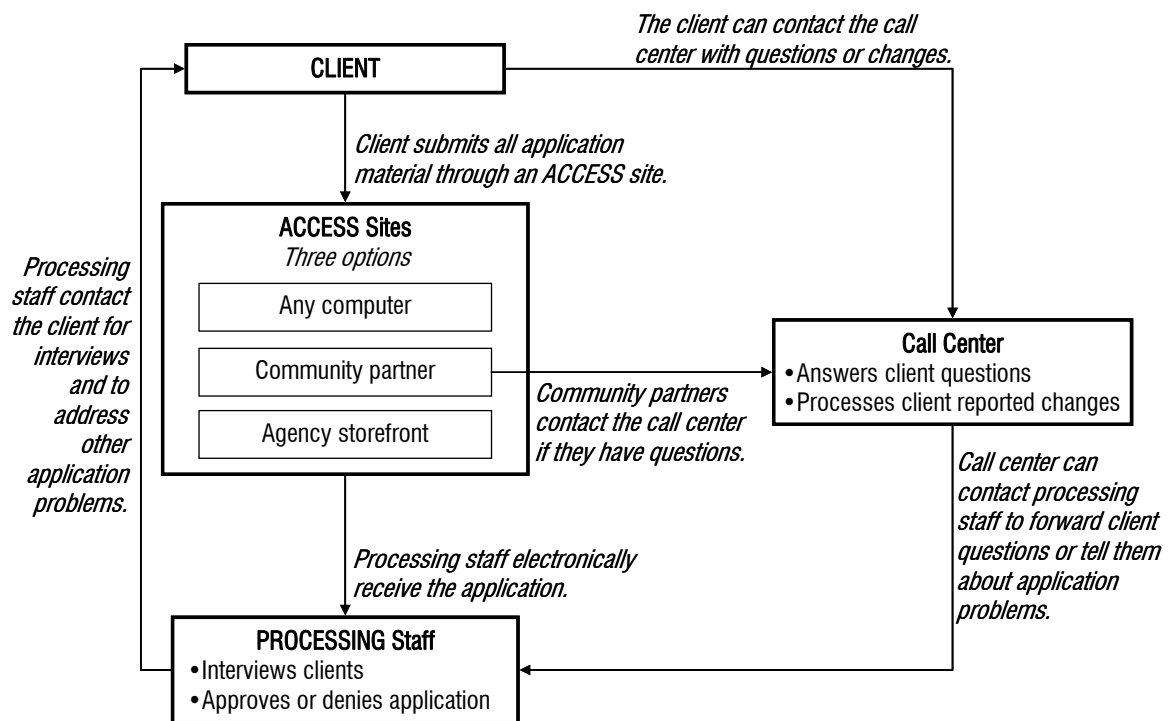 The client can contact the call
center with questions or changes.
CLIENT
Client submits all application
material through an ACCESS site.
ACCESS Sites
Three options
Any computer
Community partner
Agency storefront
Processing
staff contact
the client for
interviews
and to
address
other
application
problems.
Community partners
contact the call center
if they have questions.
Call Center
•Answers client questions
•Processes client reported changes
Call center can
contact processing
staff to forward client
questions or tell them
about application
problems.
Processing staff electronically
receive the application.
PROCESSING Staff
•Interviews clients
•Approves or denies application